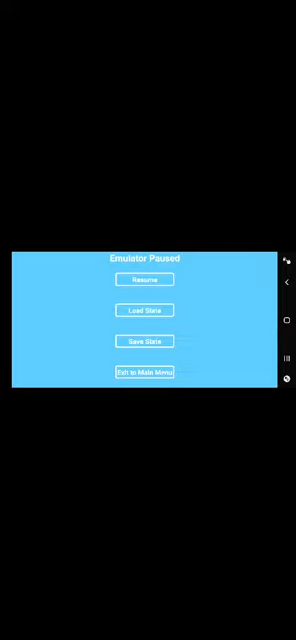 Emulator Paused
Resume
Load State
Save State
Exit to Main Menu